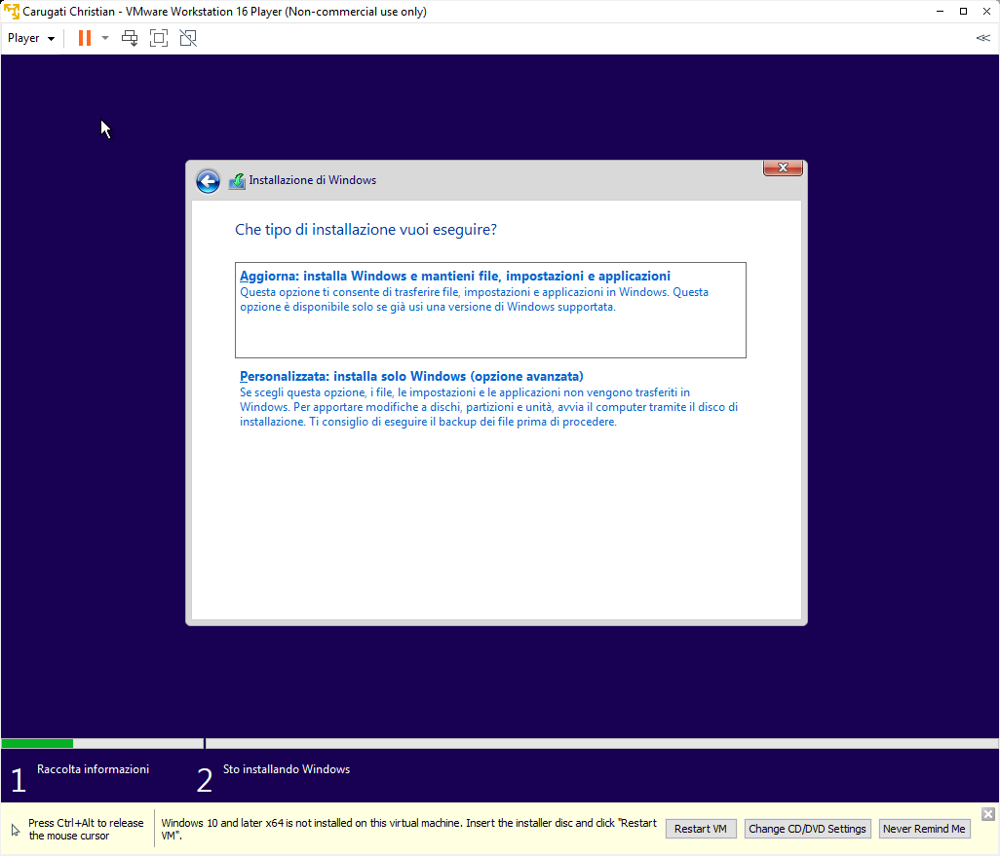 Carugati Christian - VMware Workstation 16 Player (Non-commercial use only)
Player
Installazione di Windows
Che tipo di installazione vuoi eseguire?
Aggiorna: installa Windows e mantieni file, impostazioni e applicazioni
Questa opzione ti consente di trasferire file, impostazioni e applicazioni in Windows. Questa
opzione è disponibile solo se già usi una versione di Windows supportata.
Personalizzata: installa solo Windows (opzione avanzata)
Se scegli questa opzione, i file, le impostazioni e le applicazioni non vengono trasferiti in
Windows. Per apportare modifiche a dischi, partizioni e unità, avvia il computer tramite il disco di
installazione. Ti consiglio di eseguire il backup dei file prima di procedere.
1 Raccolta informazioni
2 Sto installando Windows
Press Ctrl+Alt to release
the mouse cursor
Windows 10 and later x64 is not installed on this virtual machine. Insert the installer disc and click "Restart
VM".
Restart VM
Change CD/DVD Settings
Never Remind Me